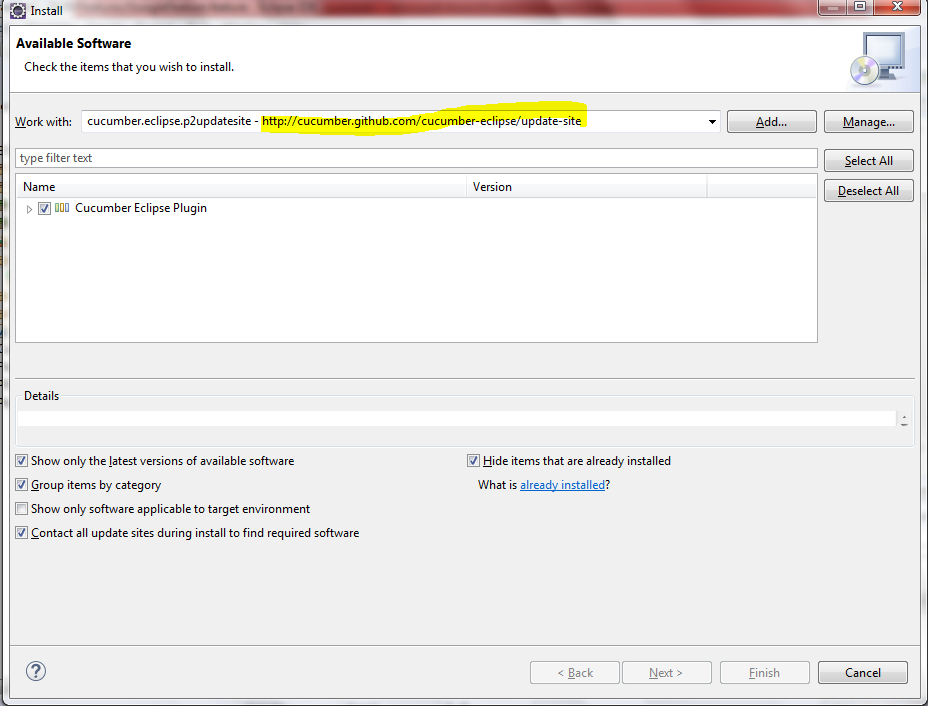 Install
Available Software
Check the items that you wish to install.
Work with: cucumber.eclipse.p2updatesite - http://cucumber.github.com/cucumber-eclipse/update-site Add... Manage...
type filter text Select All
Name Version Deselect All
Cucumber Eclipse Plugin
Details
Show only the latest versions of available software Hide items that are already installed
Group items by category What is already installed?
Show only software applicable to target environment
Contact all update sites during install to find required software
? < Back Next > Finish Cancel